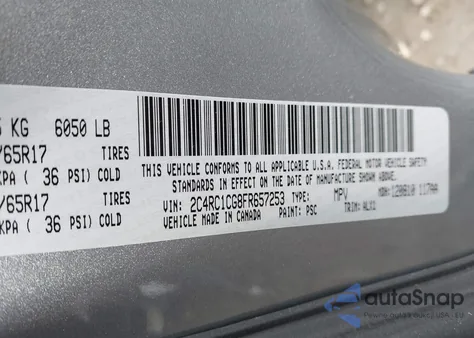 KG 6050 LB
/65R17 TIRES
KPA ( 36 PSI) COLD
/65R17 TIRES
KPA ( 36 PSI) COLD
THIS VEHICLE CONFORMS TO ALL APPLICABLE U.S.A. FEDERAL MOTOR VEHICLE SAFETY
STANDARDS IN EFFECT ON THE DATE OF MANUFACTURE SHOWN ABOVE.
VIN: 2C4RC1CG8FR657253 TYPE: MPV
VEHICLE MADE IN CANADA PAINT: PSC TRIM:
autoSnap